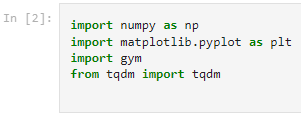 In [2]:
import numpy as np
import matplotlib.pyplot as plt
import gym
from tqdm import tqdm